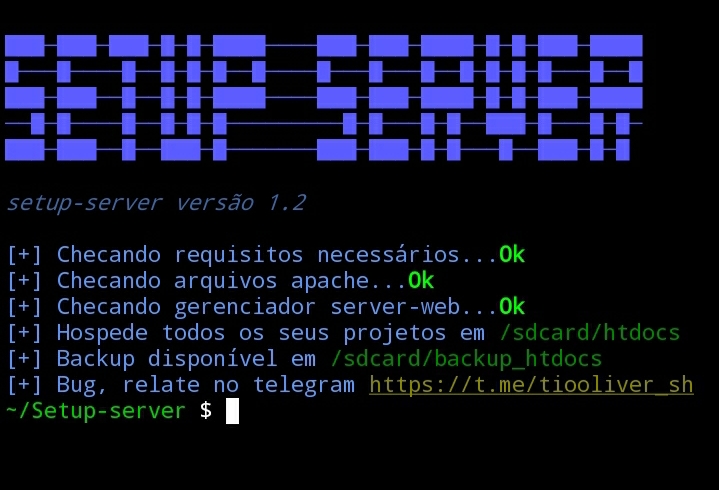 SETUP SERVER
setup-server versão 1.2
[+] Checando requisitos necessários...Ok
[+] Checando arquivos apache...Ok
[+] Checando gerenciador server-web...Ok
[+] Hospede todos os seus projetos em /sdcard/htdocs
[+] Backup disponível em /sdcard/backup_htdocs
[+] Bug, relate no telegram https://t.me/tiooliver_sh
~/Setup-server $